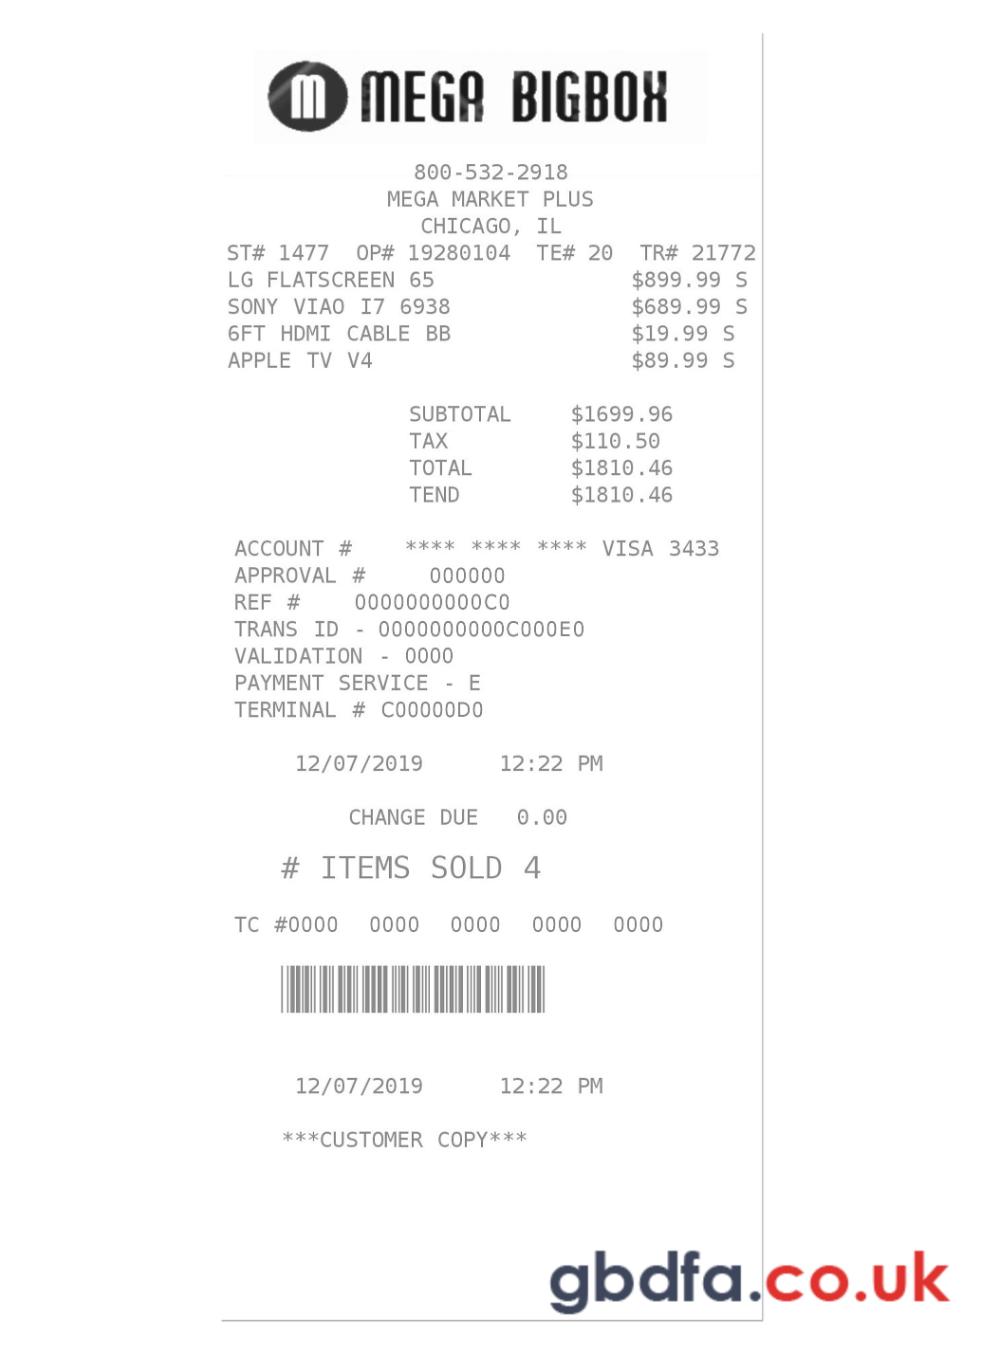 MEGA BIGBOX
800-532-2918
MEGA MARKET PLUS
CHICAGO, IL
ST# 1477 OP# 19280104 TE# 20 TR# 21772
LG FLATSCREEN 65 $899.99 S
SONY VIAO I7 6938 $689.99 S
6FT HDMI CABLE BB $19.99 S
APPLE TV V4 $89.99 S
SUBTOTAL $1699.96
TAX $110.50
TOTAL $1810.46
TEND $1810.46
ACCOUNT # **** **** **** VISA 3433
APPROVAL # 000000
REF # 0000000000C0
TRANS ID - 0000000000C000E0
VALIDATION - 0000
PAYMENT SERVICE - E
TERMINAL # C00000D0
12/07/2019 12:22 PM
CHANGE DUE 0.00
# ITEMS SOLD 4
TC #0000 0000 0000 0000 0000
12/07/2019 12:22 PM
***CUSTOMER COPY***
gbdfa.co.uk